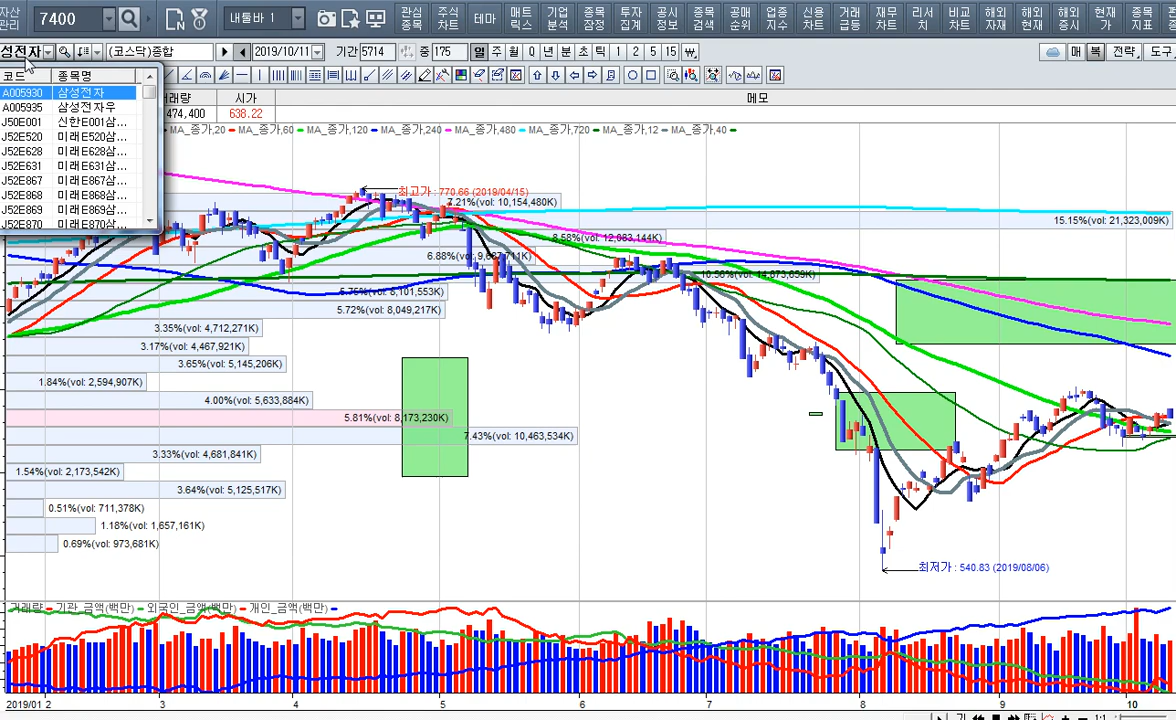 자산 7400 내툴바 1 관심 주식 테마 매트 기업 종목 투자 공시 종목 공매 업종 신용 거래 재무 리서 비교 해외 해외 현재 종목
관리 종목 차트 릭스 분석 잔정 집계 정보 검색 순위 지수 차트 급등 차트 치 차트 자재 증시 가 지표
성전자 (코스닥)종합 2019/10/11 기간 5714 중 175 일 주 월 Q 년 분 초 틱 1 2 3 5 15 매 복 전략, 도구,
코드 종목명
A005930 삼성전자
A005935 삼성전자우
J50E001 신한E001삼...
J52E520 미래E520삼...
J52E628 미래E628삼...
J52E631 미래E631삼...
J52E867 미래E867삼...
J52E868 미래E868삼...
J52E869 미래E869삼...
J52E870 미래E870삼...
래량 시가 메모
474,400 638.22
MA_종가,20 MA_종가,60 MA_종가,120 MA_종가,240 MA_종가,480 MA_종가,720 MA_종가,12 MA_종가,40
최고가 : 770.66 (2019/04/15)
7.21%(vol: 10,154,480K)
15.15%(vol: 21,323,009K)
8.58%(vol: 12,083,144K)
6.88%(vol: 9,687,711K)
10.56%(vol: 14,873,659K)
5.75%(vol: 8,101,553K)
5.72%(vol: 8,049,217K)
3.35%(vol: 4,712,271K)
3.17%(vol: 4,467,921K)
3.65%(vol: 5,145,206K)
1.84%(vol: 2,594,907K)
4.00%(vol: 5,633,884K)
5.81%(vol: 8,173,230K)
7.43%(vol: 10,463,534K)
3.33%(vol: 4,681,841K)
1.54%(vol: 2,173,542K)
3.64%(vol: 5,125,517K)
0.51%(vol: 711,378K)
1.18%(vol: 1,657,161K)
0.69%(vol: 973,681K)
최저가 : 540.83 (2019/08/06)
거래량 기관_금액(백만) 외국인_금액(백만) 개인_금액(백만)
2019/01 2 3 4 5 6 7 8 9 10